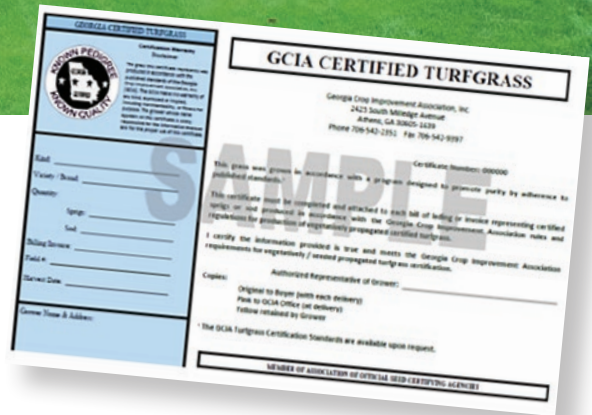 GEORGIA CERTIFIED TURFGRASS
KNOWN PEDIGREE
KNOWN QUALITY
Certification Warranty
Disclaimer
Kind:
Variety / Brand:
Quantity:
Sprigs:
Sod:
Billing Invoice:
Field #:
Harvest Date:
Grower Name & Address:
GCIA CERTIFIED TURFGRASS
Georgia Crop Improvement Association, Inc.
2425 South Milledge Avenue
Athens, GA 30605-1639
Phone 706-542-2351 Fax 706-542-9397
Certificate Number: 000000
This grass was grown in accordance with a program designed to promote purity by adherence to
published standards.
This certificate must be completed and attached to each bill of lading or invoice representing certified
sprigs or sod produced in accordance with the Georgia Crop Improvement Association rules and
regulations for production of vegetatively propagated certified turfgrass.
I certify the information provided is true and meets the Georgia Crop Improvement Association
requirements for vegetatively / seeded propagated turfgrass certification.
Authorized Representative of Grower:
Copies:
Original to Buyer (with each delivery)
Pink to GCIA Office (at delivery)
Yellow retained by Grower
* The GCIA Turfgrass Certification Standards are available upon request.
MEMBER OF ASSOCIATION OF OFFICIAL SEED CERTIFYING AGENCIES
SAMPLE